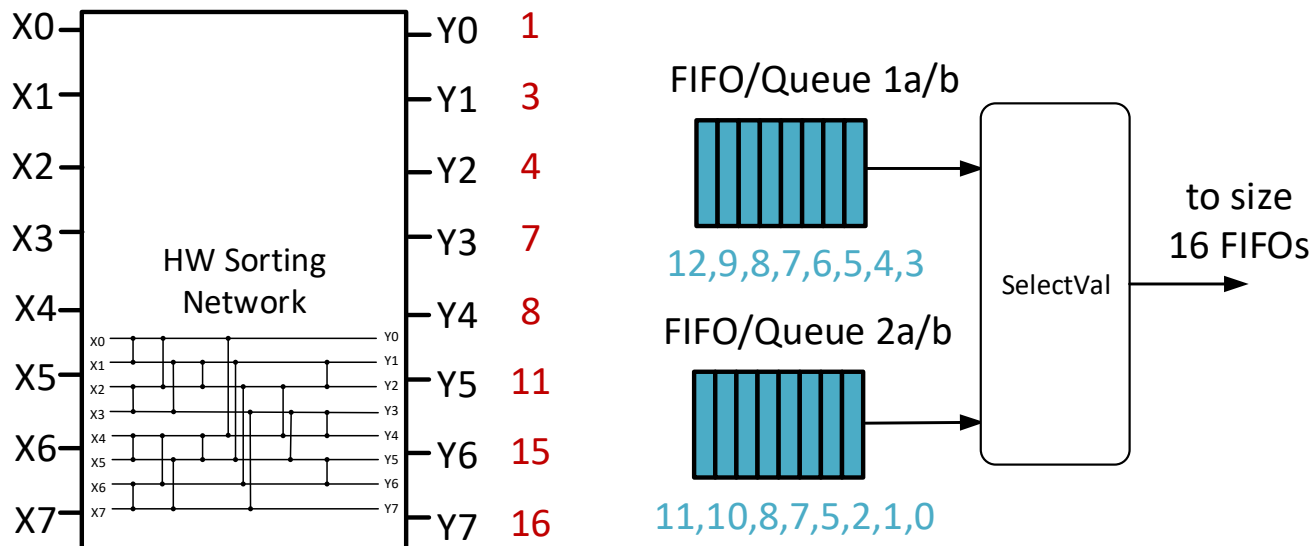 X0
X1
X2
X3
X4
X5
X6
X7
HW Sorting
Network
X0
X1
X2
X3
X4
X5
X6
X7
Y0
Y1
Y2
Y3
Y4
Y5
Y6
Y7
Y0 1
Y1 3
Y2 4
Y3 7
Y4 8
Y5 11
Y6 15
Y7 16
FIFO/Queue 1a/b
12,9,8,7,6,5,4,3
FIFO/Queue 2a/b
11,10,8,7,5,2,1,0
SelectVal
to size
16 FIFOs